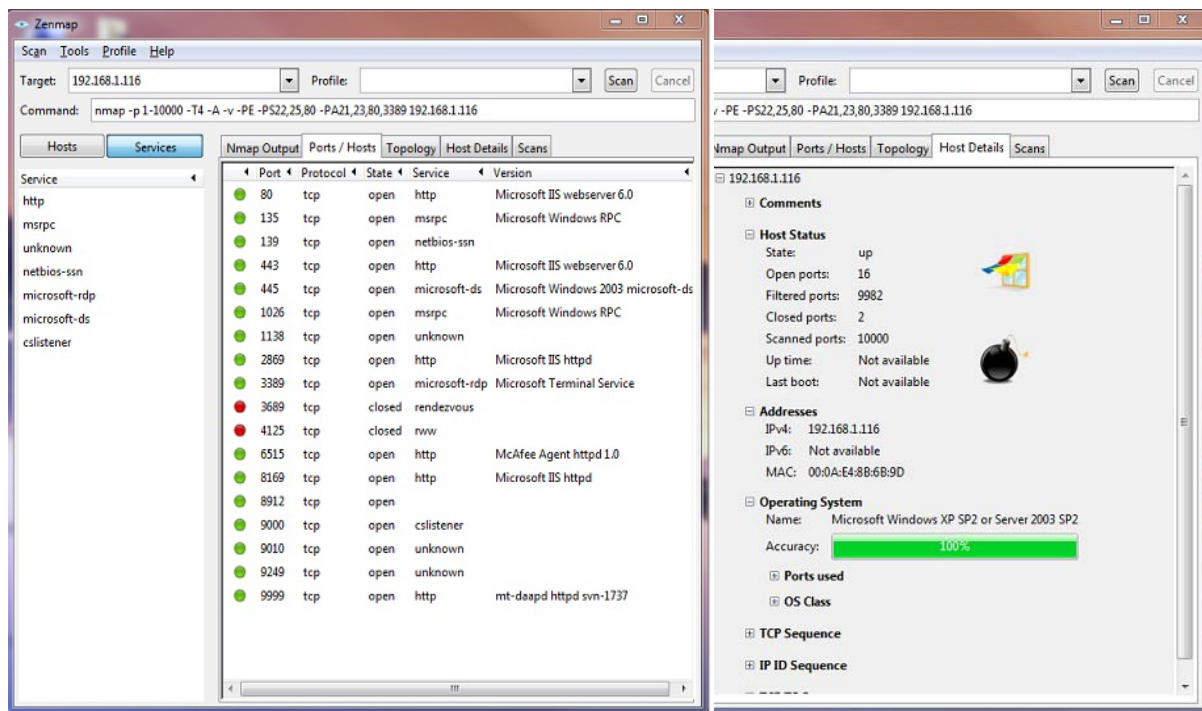 Zenmap
Scan Tools Profile Help
Target: 192.168.1.116 Profile: Scan Cancel
Command: nmap -p 1-10000 -T4 -A -v -PE -PS22,25,80 -PA21,23,80,3389 192.168.1.116
Hosts Services
Service
http
msrpc
unknown
netbios-ssn
microsoft-rdp
microsoft-ds
cslistener
Nmap Output Ports / Hosts Topology Host Details Scans
Port Protocol State Service Version
80 tcp open http Microsoft IIS webserver 6.0
135 tcp open msrpc Microsoft Windows RPC
139 tcp open netbios-ssn
443 tcp open http Microsoft IIS webserver 6.0
445 tcp open microsoft-ds Microsoft Windows 2003 microsoft-ds
1026 tcp open msrpc Microsoft Windows RPC
1138 tcp open unknown
2869 tcp open http Microsoft IIS httpd
3389 tcp open microsoft-rdp Microsoft Terminal Service
3689 tcp closed rendezvous
4125 tcp closed rww
6515 tcp open http McAfee Agent httpd 1.0
8169 tcp open http Microsoft IIS httpd
8912 tcp open
9000 tcp open cslistener
9010 tcp open unknown
9249 tcp open unknown
9999 tcp open http mt-daapd httpd svn-1737
Profile: Scan Cancel
-PE -PS22,25,80 -PA21,23,80,3389 192.168.1.116
Nmap Output Ports / Hosts Topology Host Details Scans
192.168.1.116
Comments
Host Status
State: up
Open ports: 16
Filtered ports: 9982
Closed ports: 2
Scanned ports: 10000
Up time: Not available
Last boot: Not available
Addresses
IPv4: 192.168.1.116
IPv6: Not available
MAC: 00:0A:E4:8B:6B:9D
Operating System
Name: Microsoft Windows XP SP2 or Server 2003 SP2
Accuracy: 100%
Ports used
OS Class
TCP Sequence
IP ID Sequence